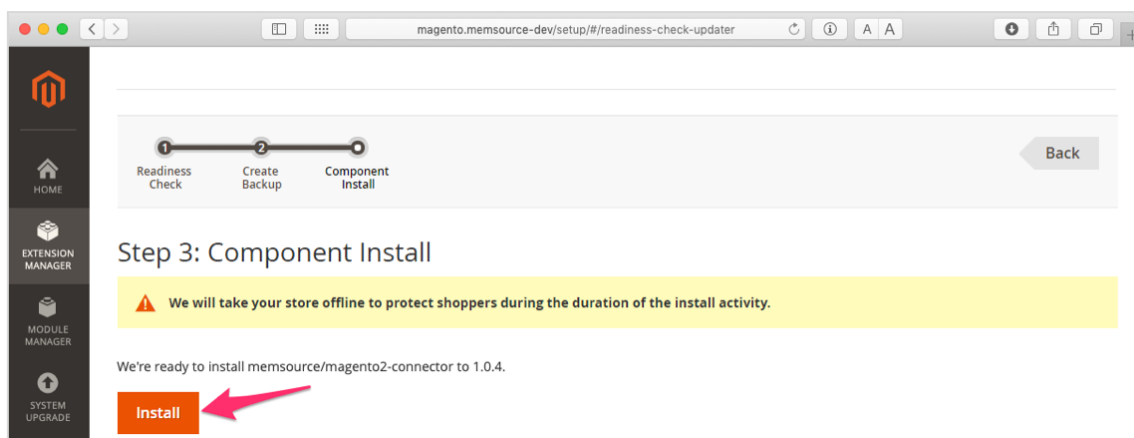 magento.memsource-dev/setup/#/readiness-check-updater
A A
1
2
Readiness
Check
Create
Backup
Component
Install
Back
HOME
EXTENSION
MANAGER
MODULE
MANAGER
SYSTEM
UPGRADE
Step 3: Component Install
We will take your store offline to protect shoppers during the duration of the install activity.
We're ready to install memsource/magento2-connector to 1.0.4.
Install